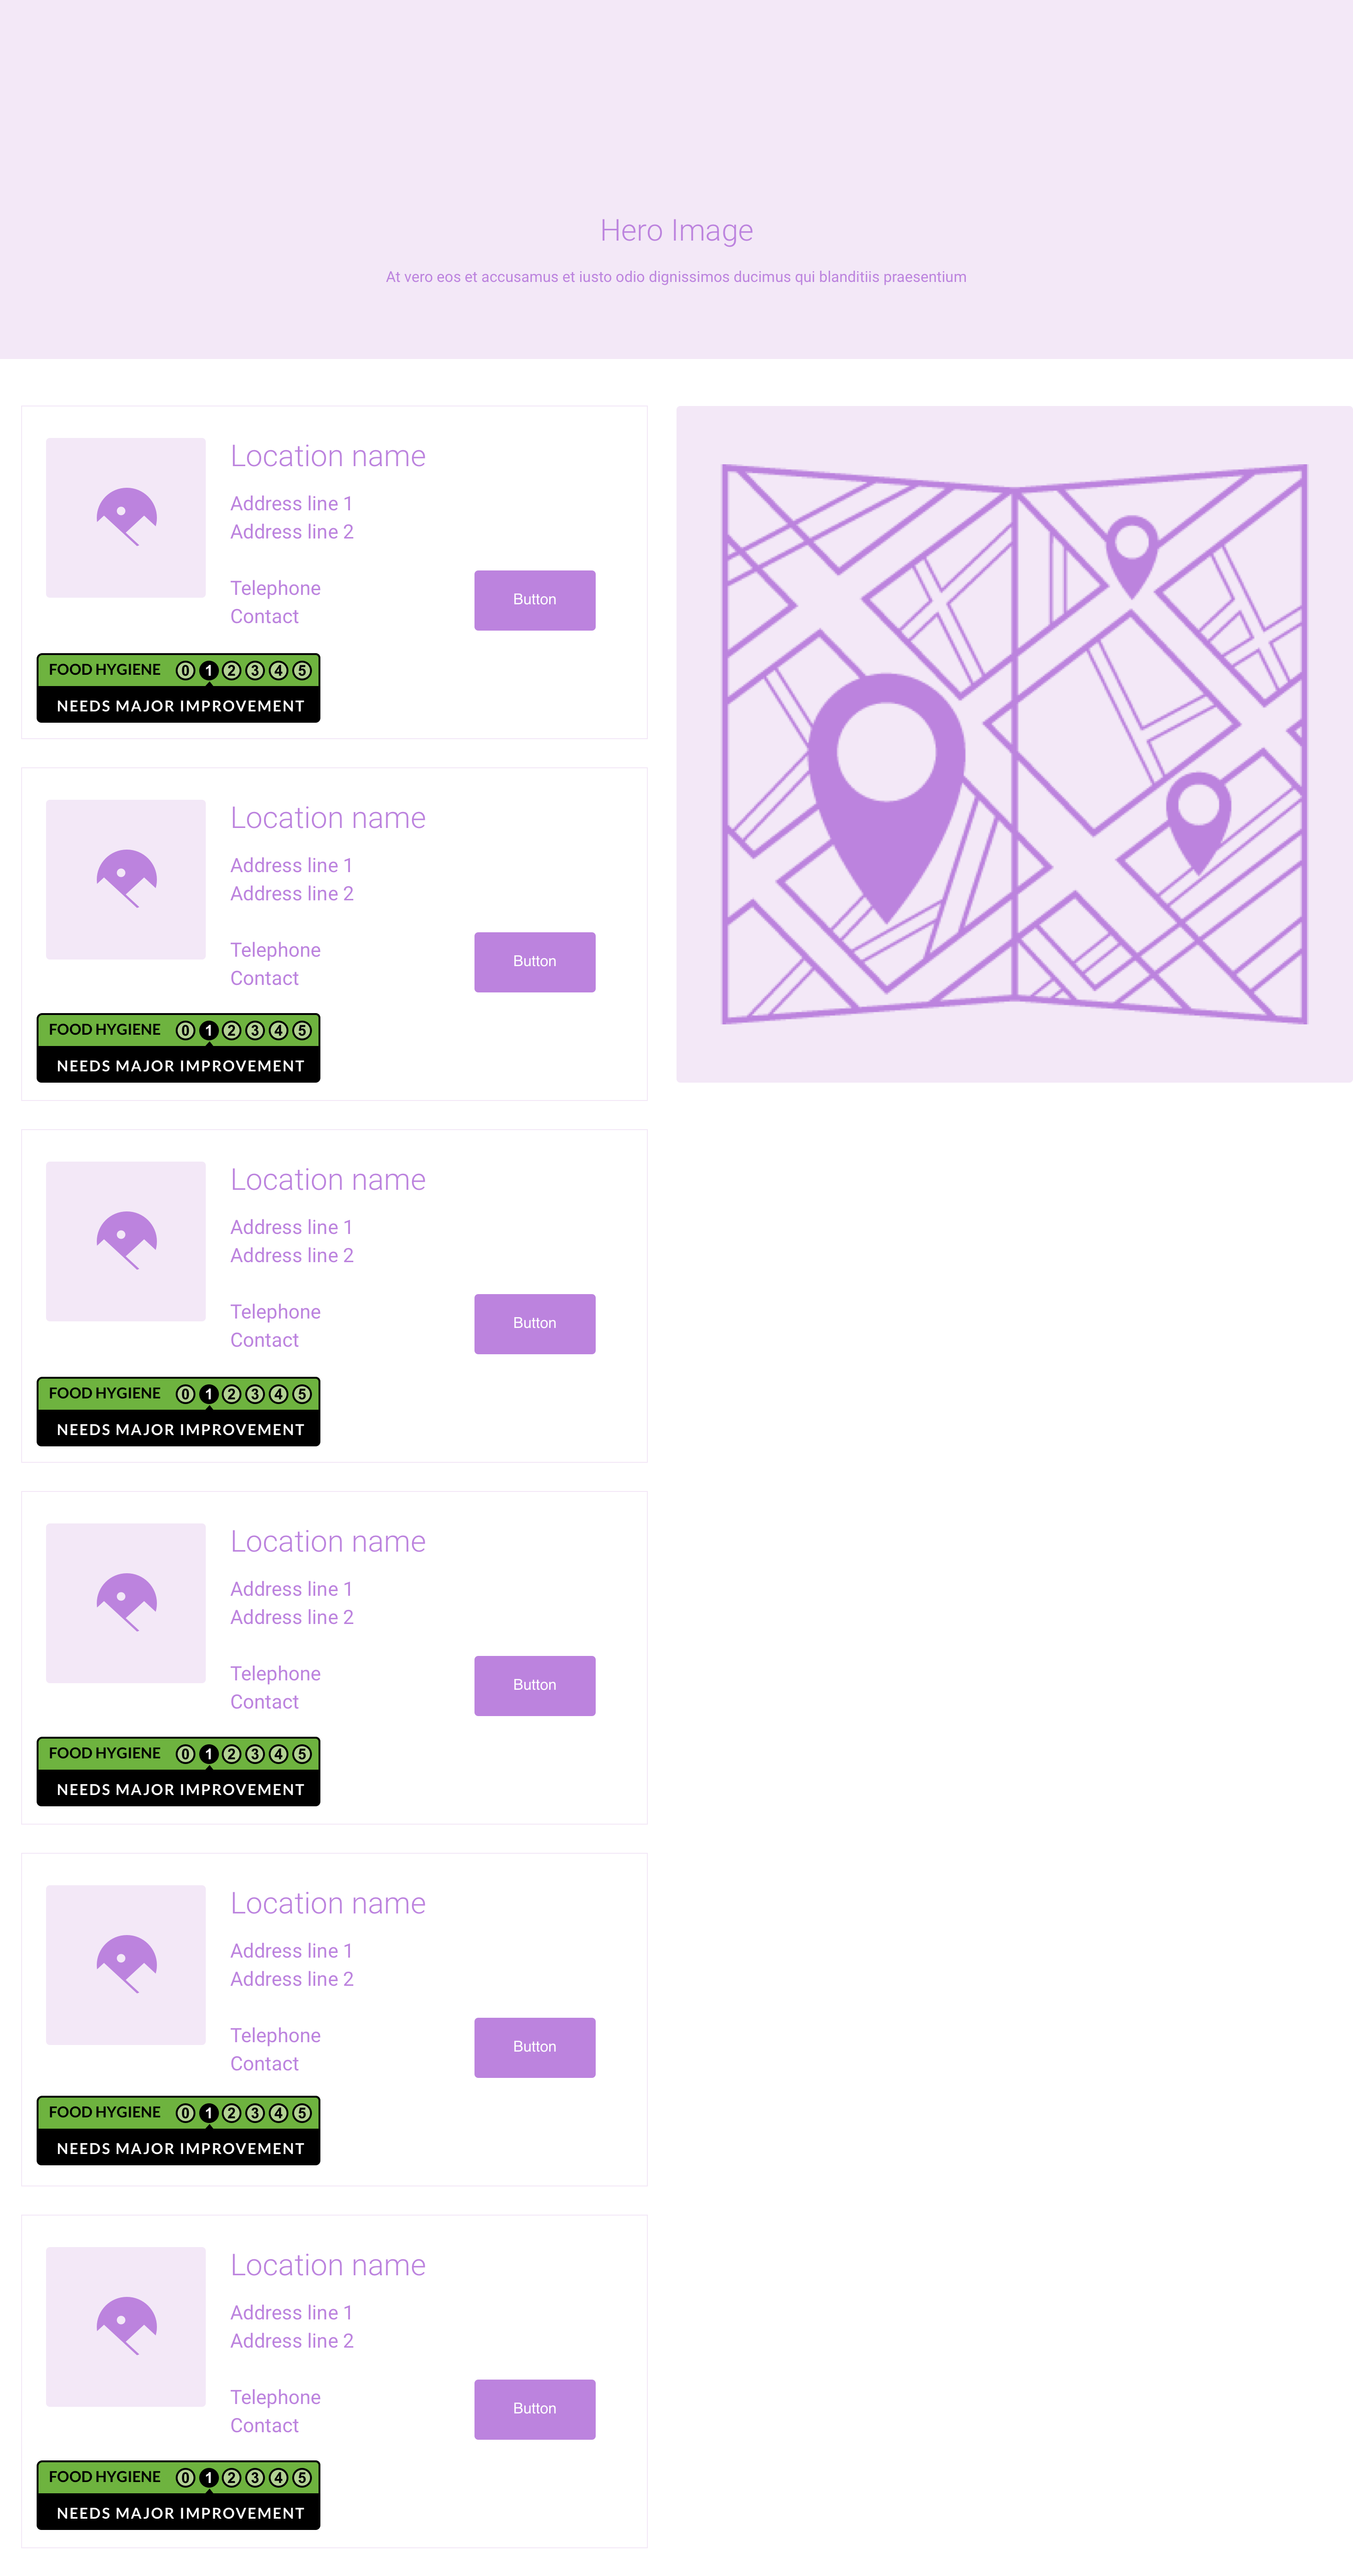 Hero Image
At vero eos et accusamus et iusto odio dignissimos ducimus qui blanditiis praesentium
Location name
Address line 1
Address line 2
Telephone
Contact
Button
FOOD HYGIENE 0 1 2 3 4 5
NEEDS MAJOR IMPROVEMENT
Location name
Address line 1
Address line 2
Telephone
Contact
Button
FOOD HYGIENE 0 1 2 3 4 5
NEEDS MAJOR IMPROVEMENT
Location name
Address line 1
Address line 2
Telephone
Contact
Button
FOOD HYGIENE 0 1 2 3 4 5
NEEDS MAJOR IMPROVEMENT
Location name
Address line 1
Address line 2
Telephone
Contact
Button
FOOD HYGIENE 0 1 2 3 4 5
NEEDS MAJOR IMPROVEMENT
Location name
Address line 1
Address line 2
Telephone
Contact
Button
FOOD HYGIENE 0 1 2 3 4 5
NEEDS MAJOR IMPROVEMENT
Location name
Address line 1
Address line 2
Telephone
Contact
Button
FOOD HYGIENE 0 1 2 3 4 5
NEEDS MAJOR IMPROVEMENT